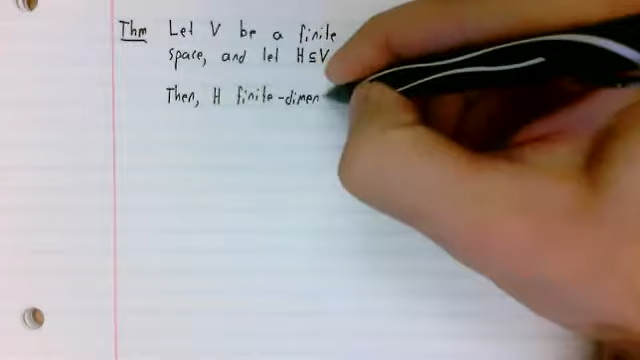 Thm Let V be a finite
space, and let H⊆V
Then, H finite-dimen